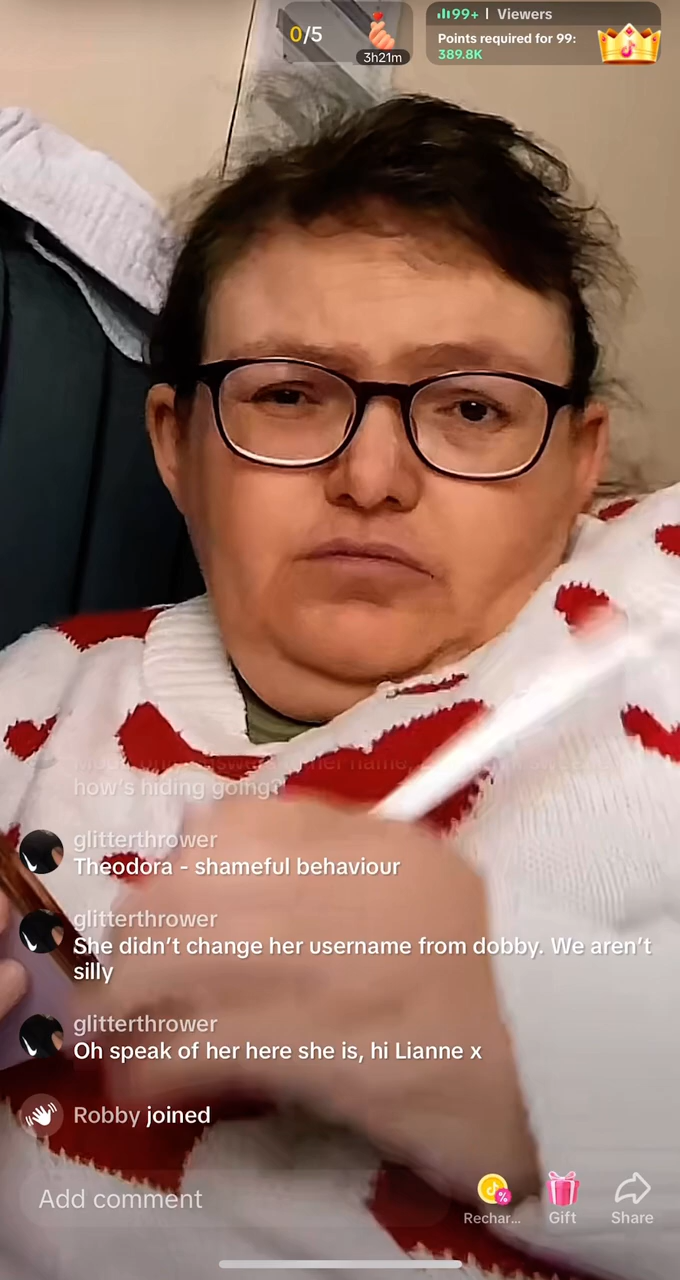 0/5
3h21m
99+ | Viewers
Points required for 99:
389.8K
her name,
how's hiding going?
glitterthrower
Theodora - shameful behaviour
glitterthrower
She didn’t change her username from dobby. We aren’t
silly
glitterthrower
Oh speak of her here she is, hi Lianne x
Robby joined
Add comment
Rechar...
Gift
Share